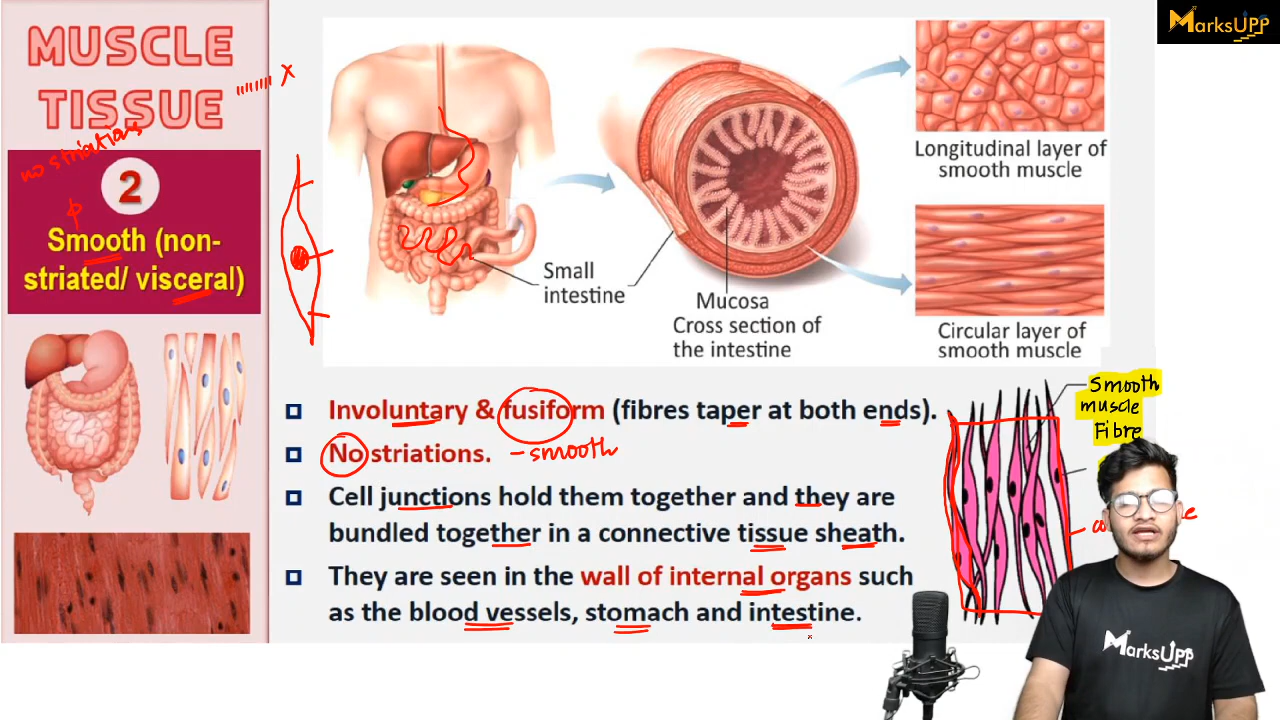 MUSCLE
TISSUE
no striations
2
Smooth (non-
striated/ visceral)
MarksUPP
Longitudinal layer of
smooth muscle
Small
intestine
Mucosa
Cross section of
the intestine
Circular layer of
smooth muscle
Involuntary & fusiform (fibres taper at both ends).
No striations. - smooth
Cell junctions hold them together and they are
bundled together in a connective tissue sheath.
They are seen in the wall of internal organs such
as the blood vessels, stomach and intestine.
Smooth
muscle
Fibre
MarksUPP